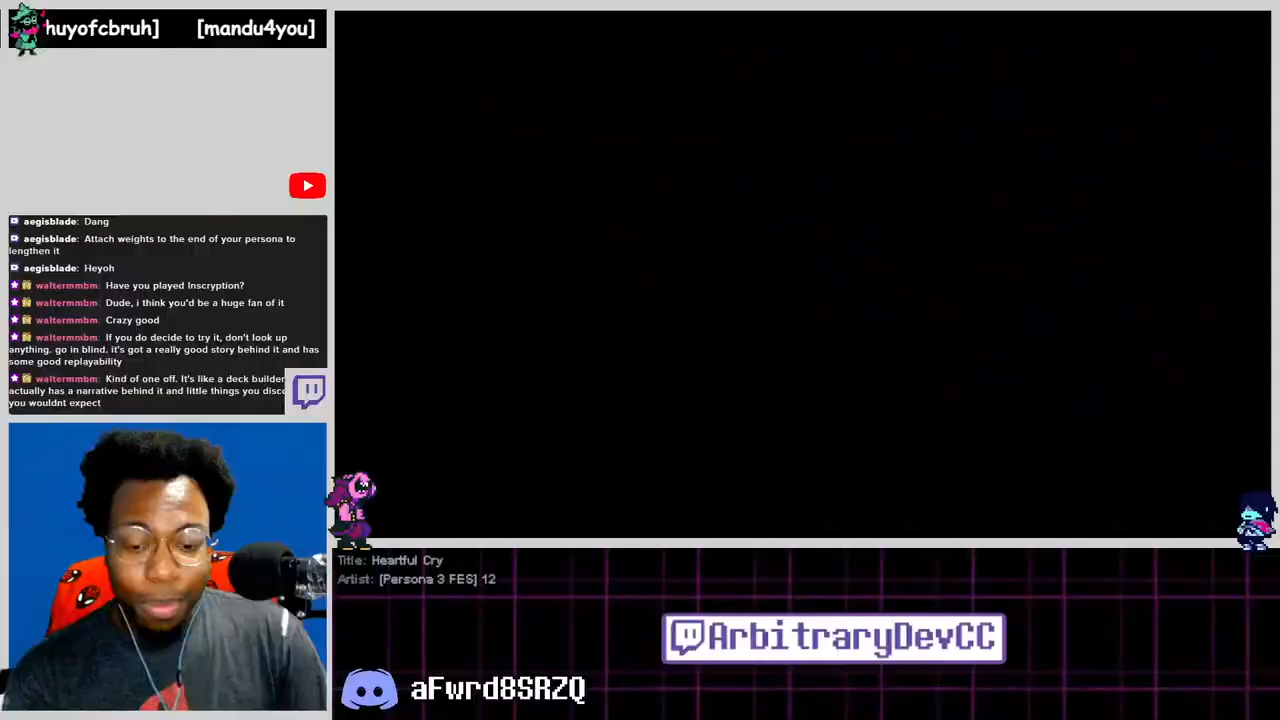 huyofcbruh] [mandu4you]
aegisblade: Dang
aegisblade: Attach weights to the end of your persona to
lengthen it
aegisblade: Heyoh
waltermmbm: Have you played Inscryption?
waltermmbm: Dude, i think you'd be a huge fan of it
waltermmbm: Crazy good
waltermmbm: If you do decide to try it, don't look up
anything. go in blind. it's got a really good story behind it and has
some good replayability
waltermmbm: Kind of one off. It's like a deck builder
actually has a narrative behind it and little things you
you wouldnt expect
Title: Heartful Cry
Artist: [Persona 3 FES] 12
ArbitraryDevCC
aFwrd8SRZQ